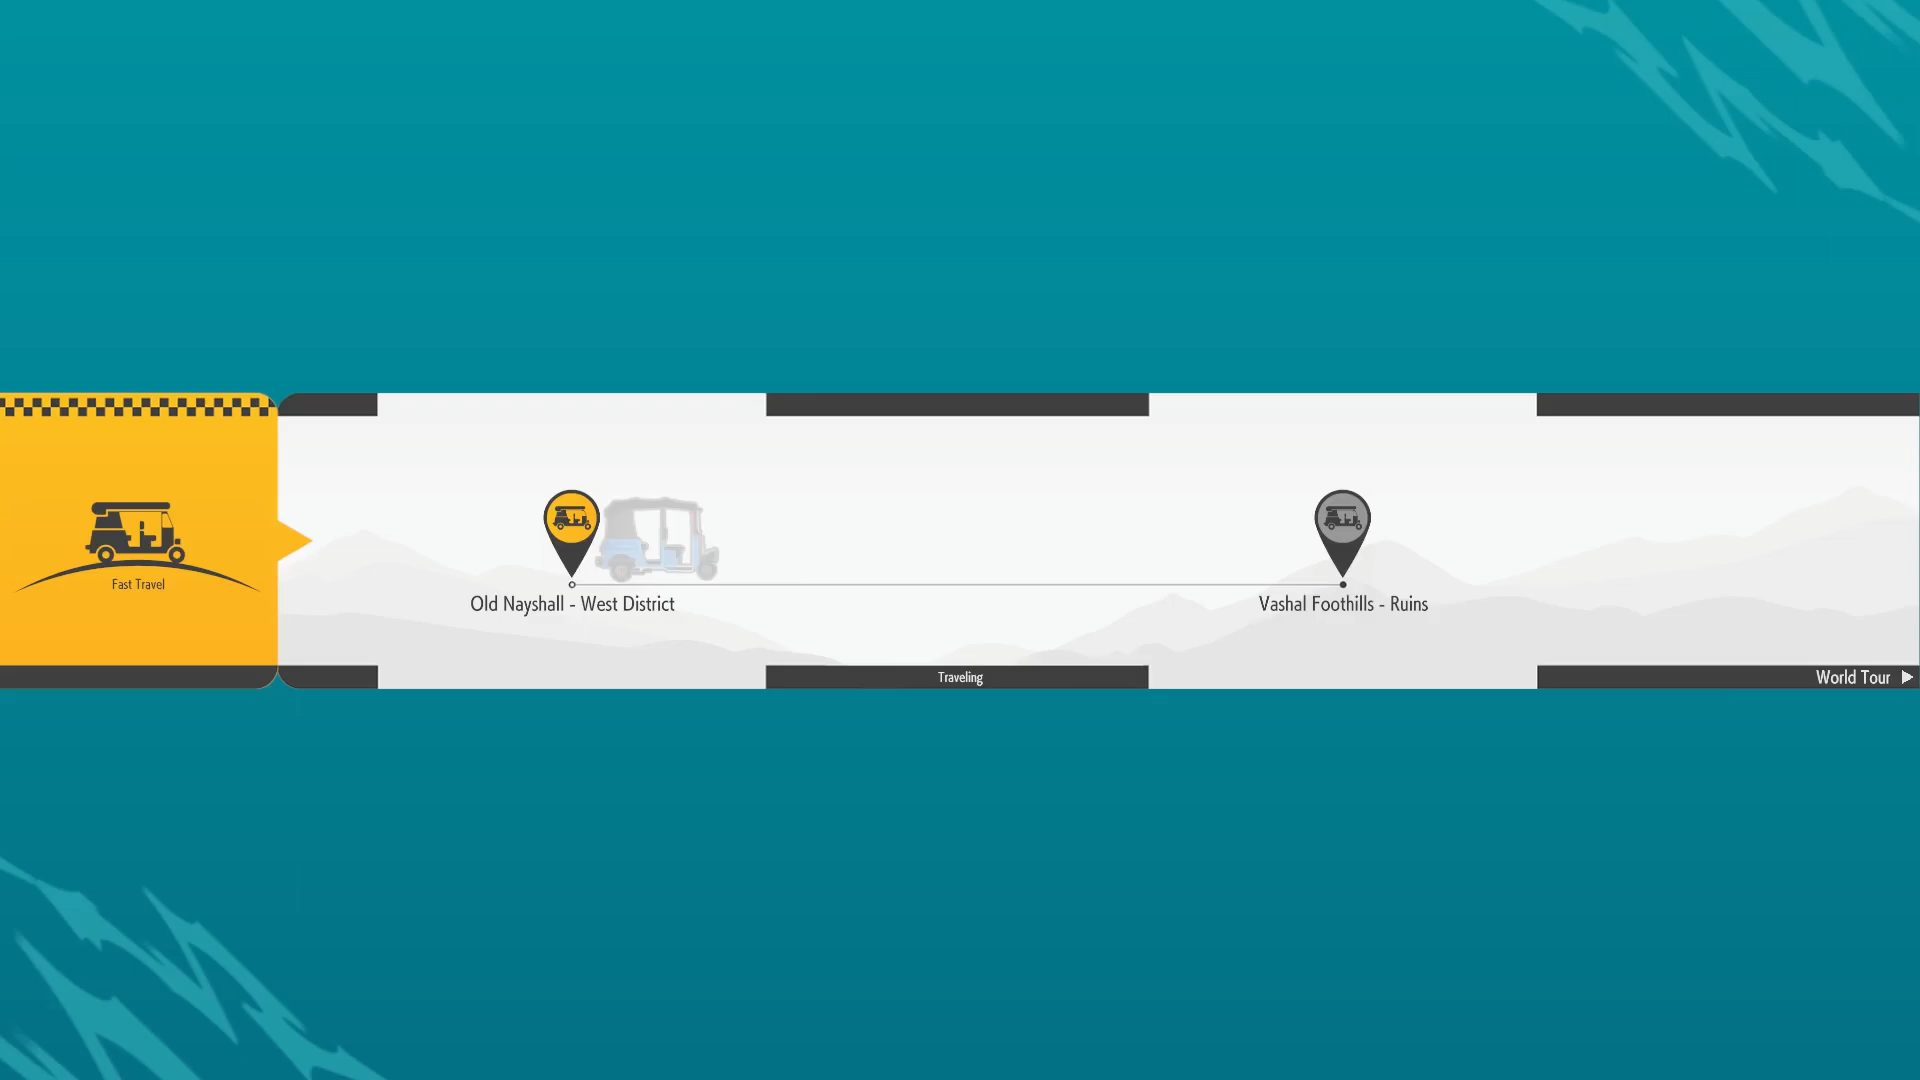 Fast Travel
Old Nayshall - West District
Vashal Foothills - Ruins
Traveling
World Tour